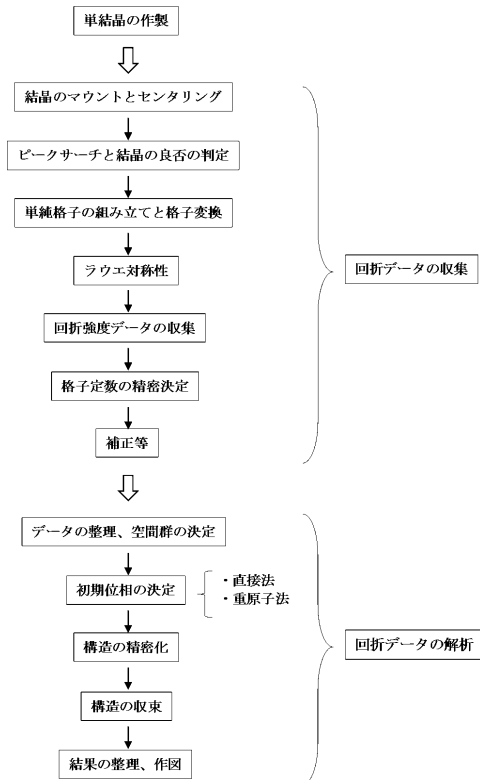 単結晶の作製
結晶のマウントとセンタリング
ピークサーチと結晶の良否の判定
単純格子の組み立てと格子変換
ラウエ対称性
回折強度データの収集
格子定数の精密決定
補正等
回折データの収集
データの整理、空間群の決定
初期位相の決定
・直接法
・重原子法
構造の精密化
構造の収束
結果の整理、作図
回折データの解析